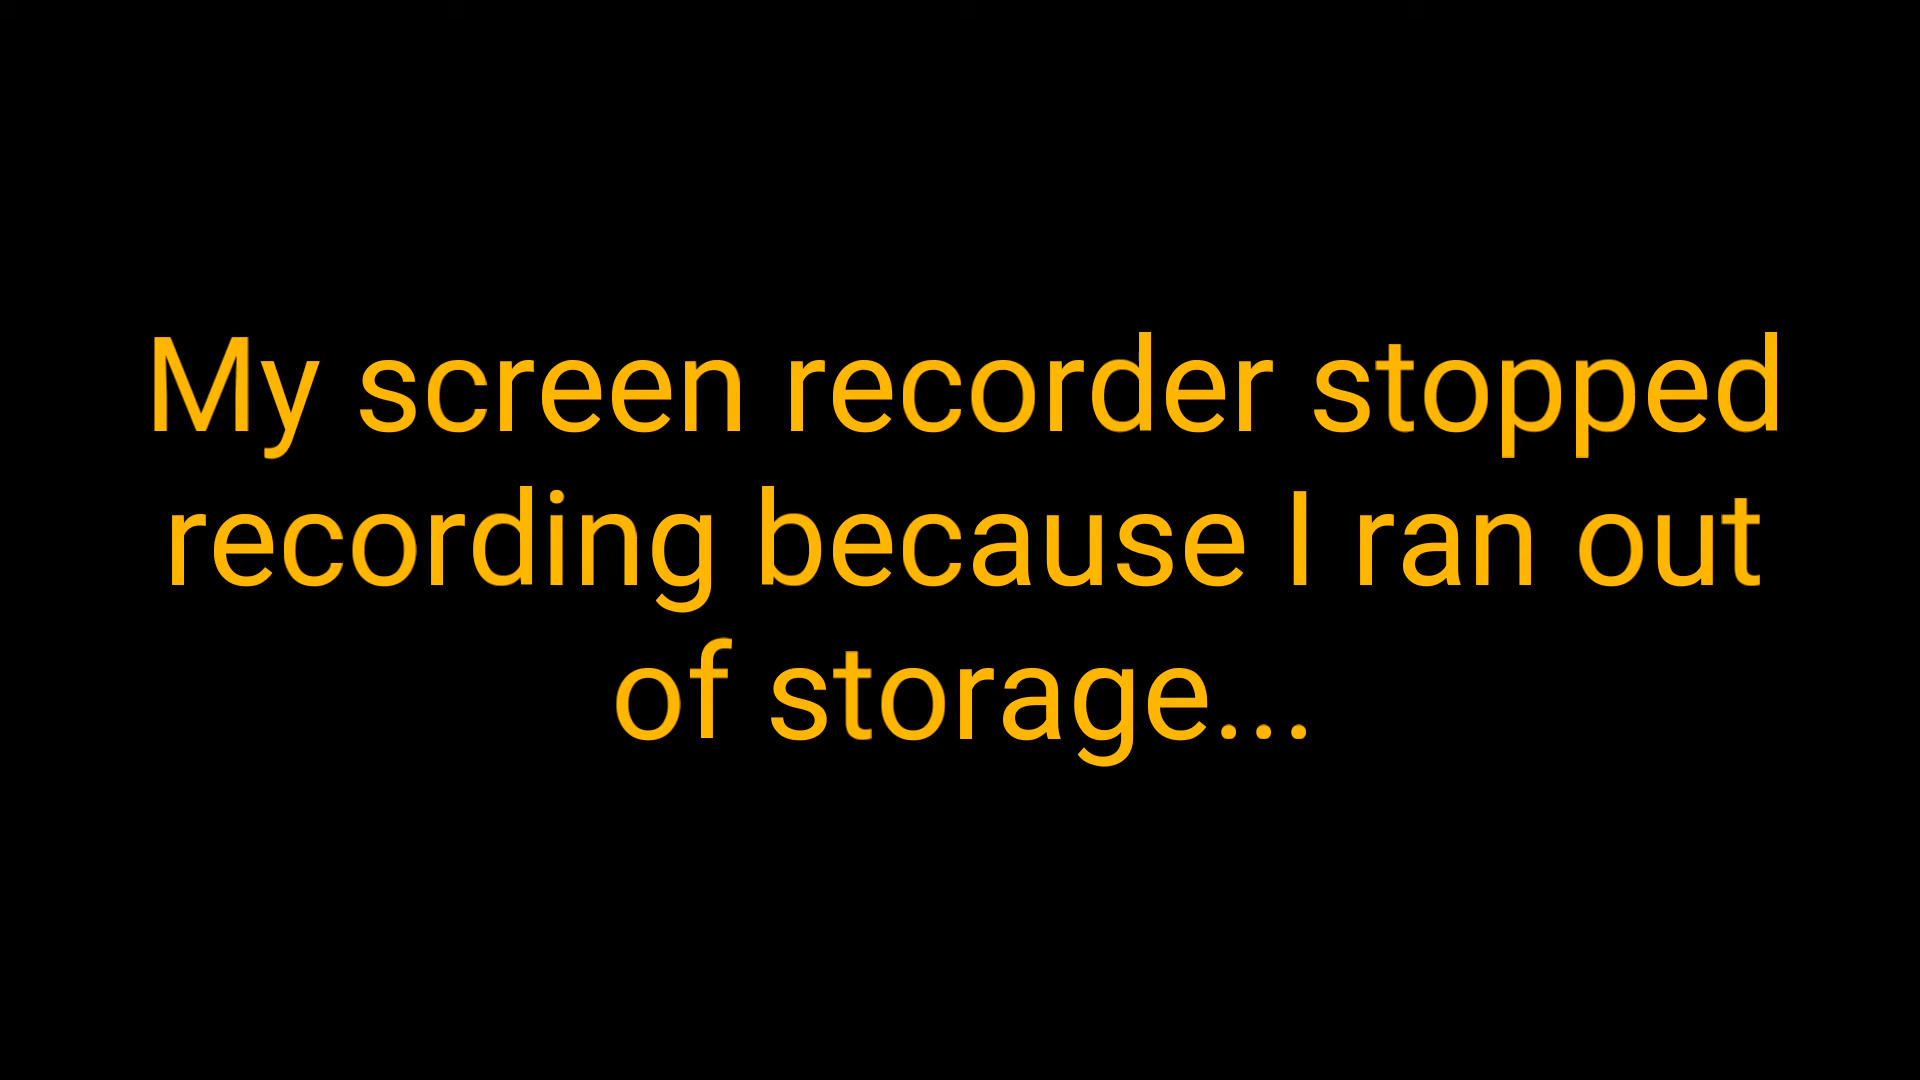 My screen recorder stopped
recording because I ran out
of storage...